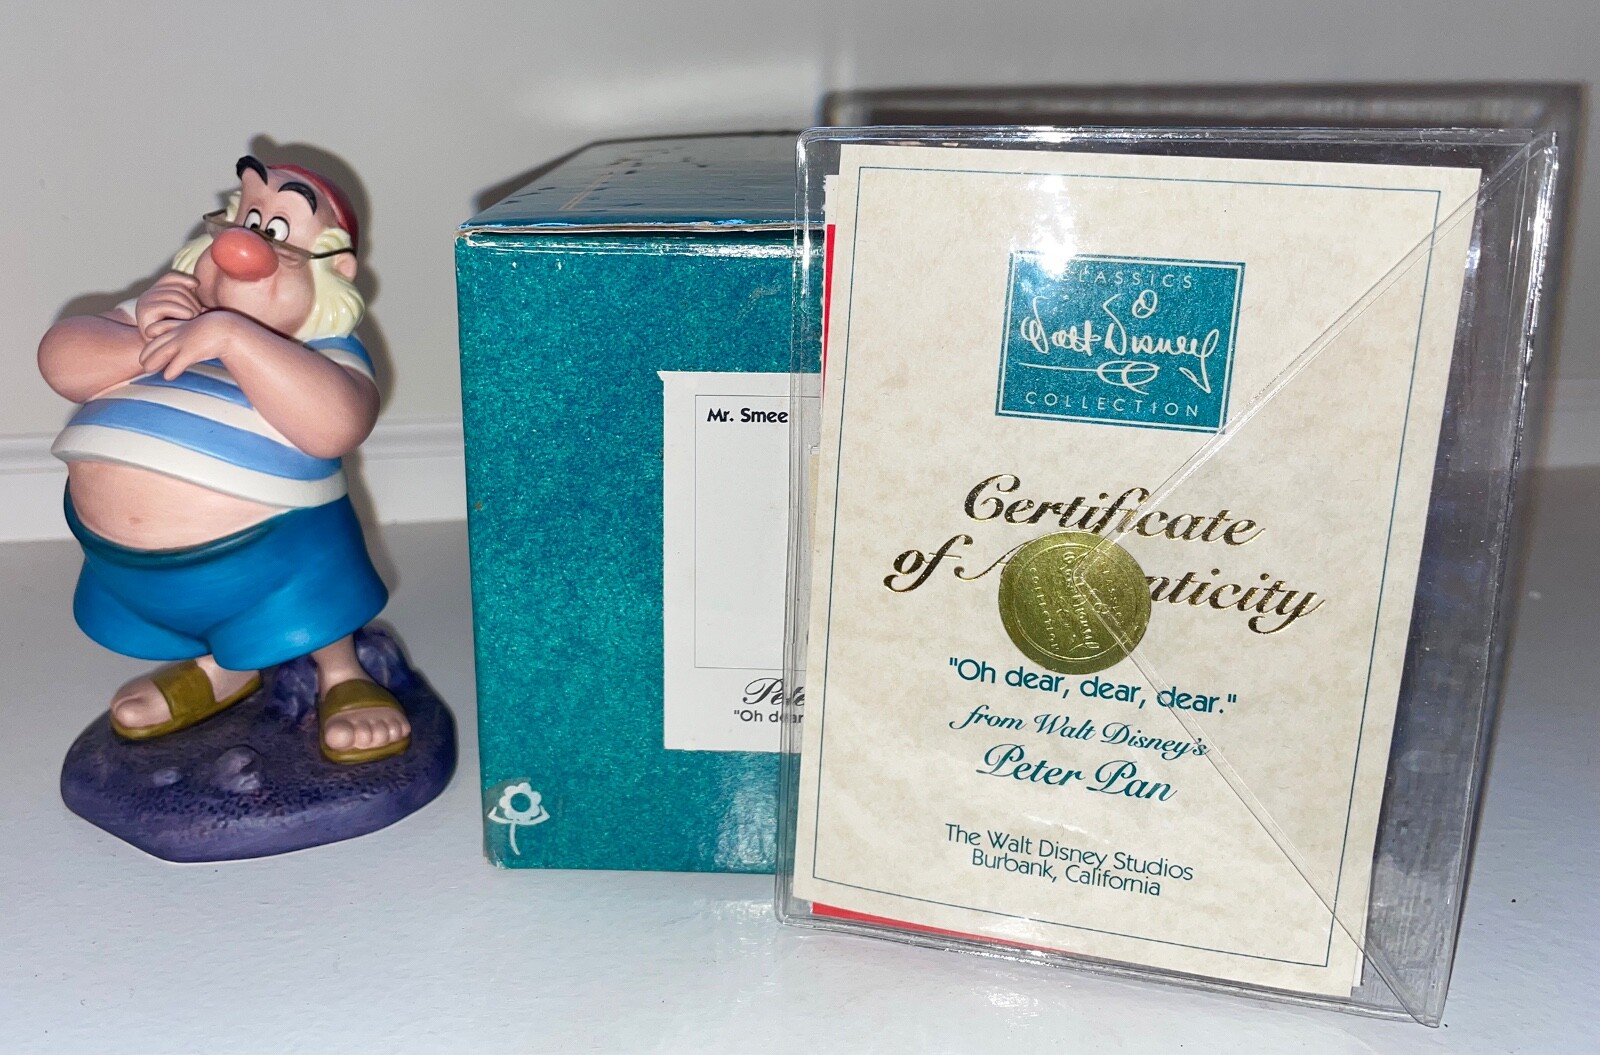 Mr. Smee
Pete
"Oh dear
CLASSICS
Walt Disney
COLLECTION
Certificate
of A nticity
"Oh dear, dear, dear."
from Walt Disney's
Peter Pan
The Walt Disney Studios
Burbank, California